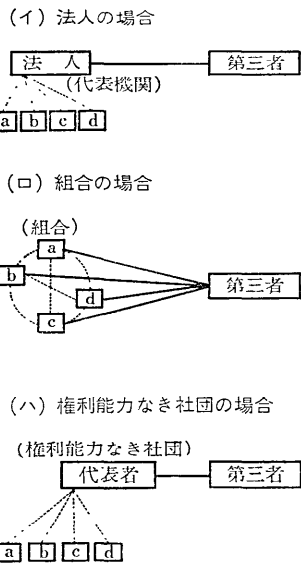 (イ) 法人の場合
法 人
第三者
(代表機関)
a b c d
(ロ) 組合の場合
(組合)
a
b
d
c
第三者
(ハ) 権利能力なき社団の場合
(権利能力なき社団)
代表者
第三者
a b c d